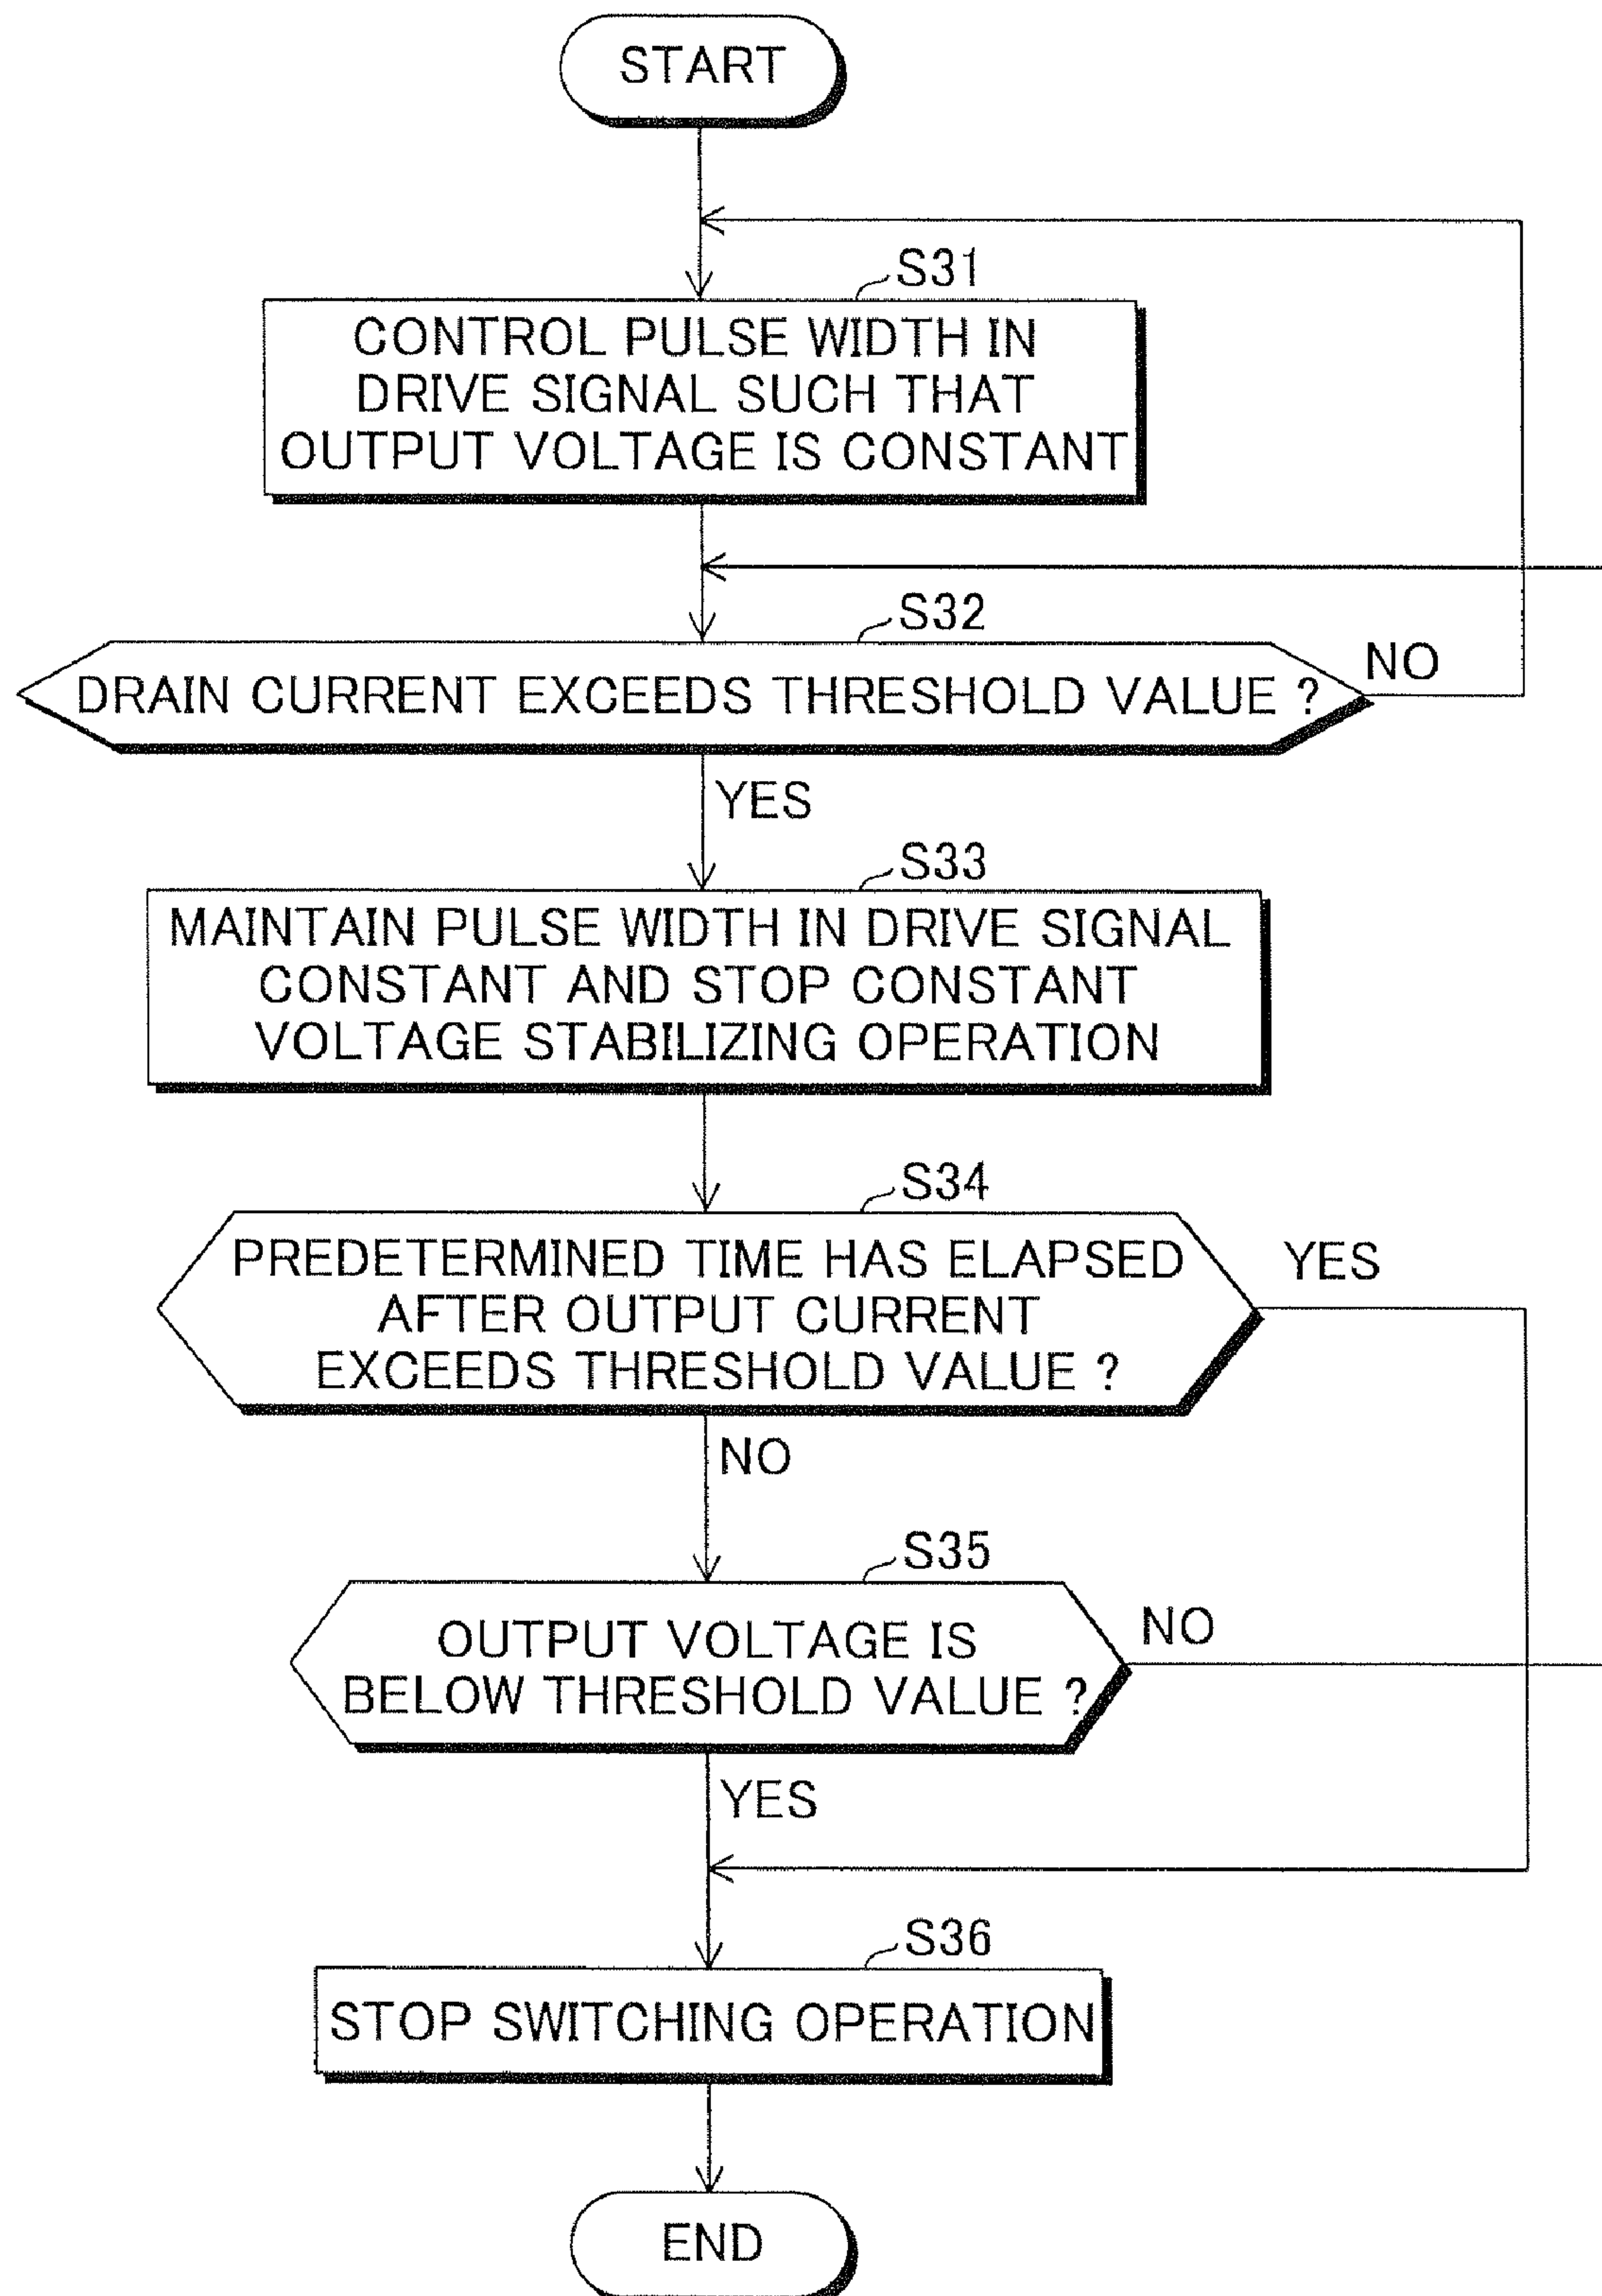 START
S31
CONTROL PULSE WIDTH IN
DRIVE SIGNAL SUCH THAT
OUTPUT VOLTAGE IS CONSTANT
S32
DRAIN CURRENT EXCEEDS THRESHOLD VALUE ?
NO
YES
S33
MAINTAIN PULSE WIDTH IN DRIVE SIGNAL
CONSTANT AND STOP CONSTANT
VOLTAGE STABILIZING OPERATION
S34
PREDETERMINED TIME HAS ELAPSED
AFTER OUTPUT CURRENT
EXCEEDS THRESHOLD VALUE ?
YES
NO
S35
OUTPUT VOLTAGE IS
BELOW THRESHOLD VALUE ?
NO
YES
S36
STOP SWITCHING OPERATION
END